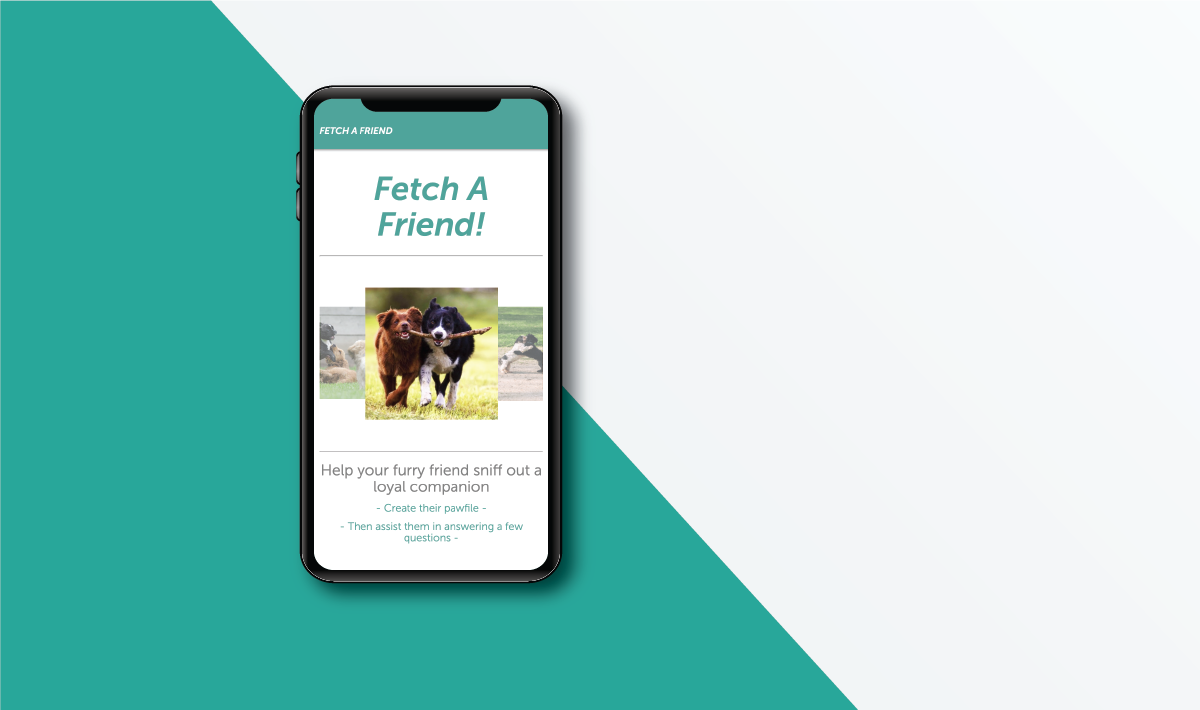 FETCH A FRIEND
Fetch A
Friend!
Help your furry friend sniff out a
loyal companion
- Create their pawfile -
- Then assist them in answering a few
questions -